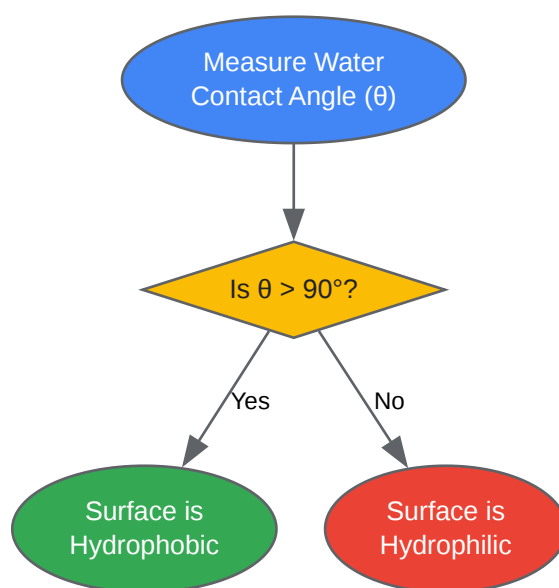 Measure Water
Contact Angle (θ)
Is θ > 90°?
Yes
No
Surface is
Hydrophobic
Surface is
Hydrophilic